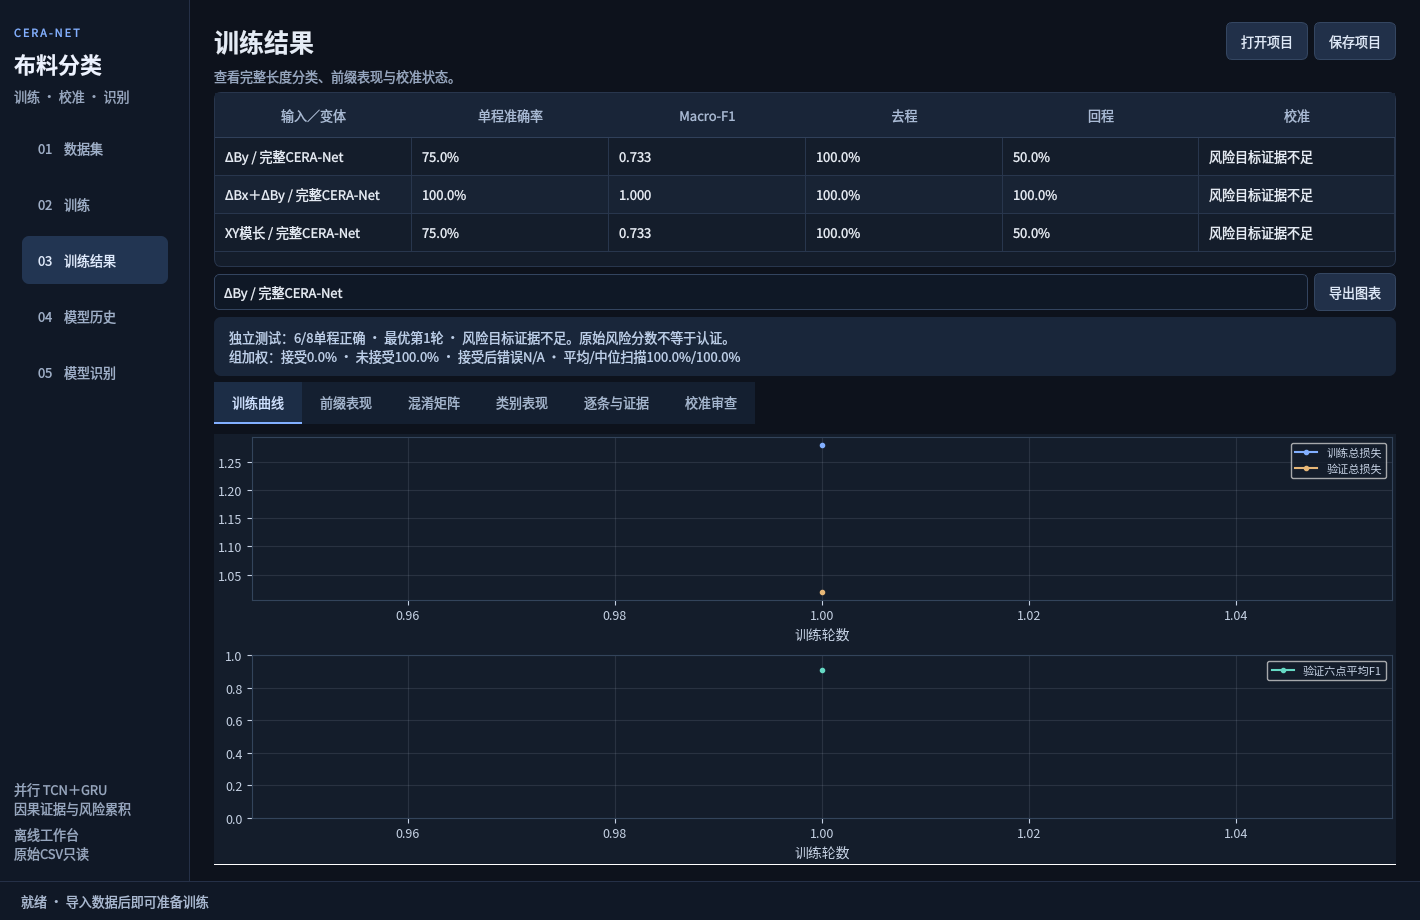 CERA-NET
布料分类
训练 · 校准 · 识别
01 数据集
02 训练
03 训练结果
04 模型历史
05 模型识别
并行 TCN＋GRU
因果证据与风险累积
离线工作台
原始CSV只读
训练结果
打开项目 保存项目
查看完整长度分类、前缀表现与校准状态。
输入／变体 单程准确率 Macro-F1 去程 回程 校准
ΔBy / 完整CERA-Net 75.0% 0.733 100.0% 50.0% 风险目标证据不足
ΔBx＋ΔBy / 完整CERA-Net 100.0% 1.000 100.0% 100.0% 风险目标证据不足
XY模长 / 完整CERA-Net 75.0% 0.733 100.0% 50.0% 风险目标证据不足
ΔBy / 完整CERA-Net 导出图表
独立测试：6/8单程正确 · 最优第1轮 · 风险目标证据不足。原始风险分数不等于认证。
组加权：接受0.0% · 未接受100.0% · 接受后错误N/A · 平均/中位扫描100.0%/100.0%
训练曲线 前缀表现 混淆矩阵 类别表现 逐条与证据 校准审查
训练总损失
验证总损失
1.25
1.20
1.15
1.10
1.05
0.96 0.98 1.00 1.02 1.04
训练轮数
验证六点平均F1
1.0
0.8
0.6
0.4
0.2
0.0
0.96 0.98 1.00 1.02 1.04
训练轮数
就绪 · 导入数据后即可准备训练